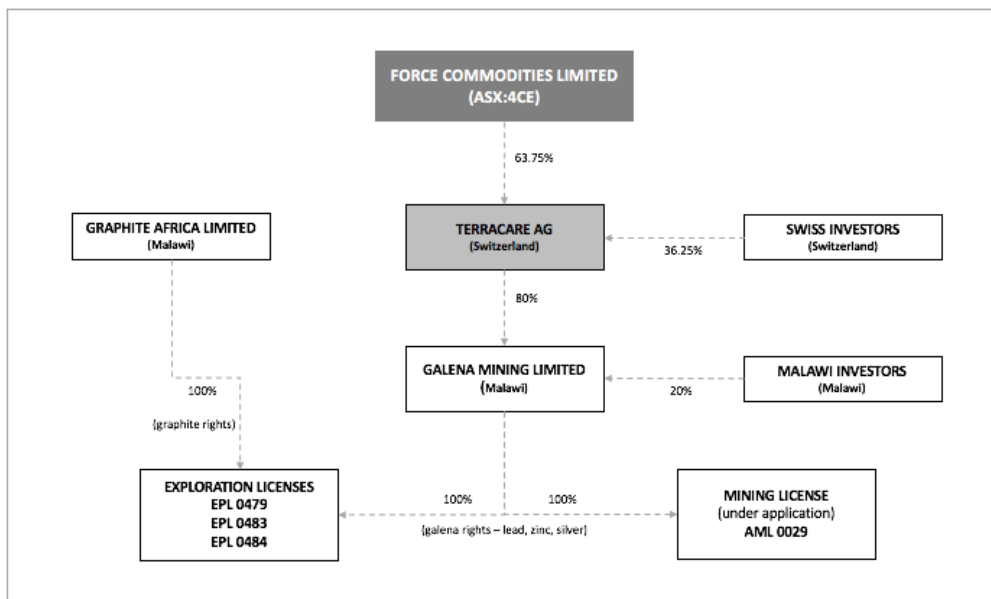 FORCE COMMODITIES LIMITED
(ASX:4CE)
63.75%
GRAPHITE AFRICA LIMITED
(Malawi)
TERRACARE AG
(Switzerland)
SWISS INVESTORS
(Switzerland)
36.25%
80%
GALENA MINING LIMITED
(Malawi)
MALAWI INVESTORS
(Malawi)
20%
100%
(graphite rights)
EXPLORATION LICENSES
EPL 0479
EPL 0483
EPL 0484
100%
100%
(galena rights – lead, zinc, silver)
MINING LICENSE
(under application)
AML 0029